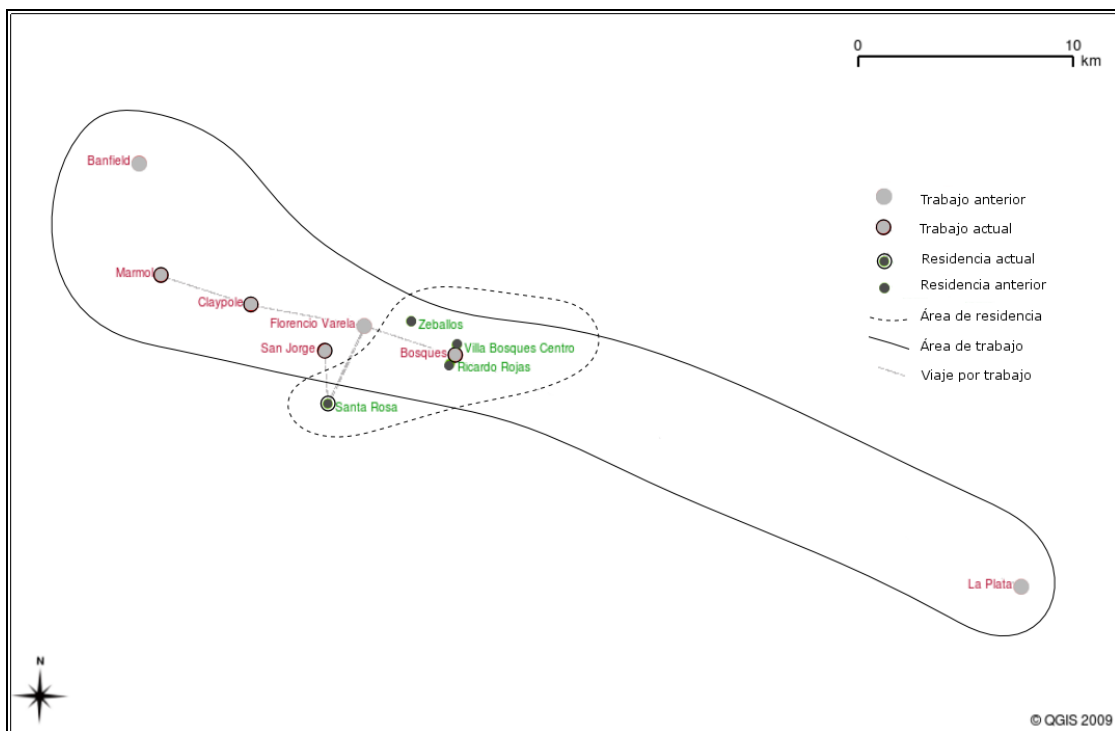 0 10
km
Banfield
Trabajo anterior
Trabajo actual
Residencia actual
Residencia anterior
Área de residencia
Área de trabajo
Viaje por trabajo
Marmol
Claypole
Florencio Varela
Zeballos
San Jorge
Bosques
Villa Bosques Centro
Ricardo Rojas
Santa Rosa
La Plata
N
© QGIS 2009